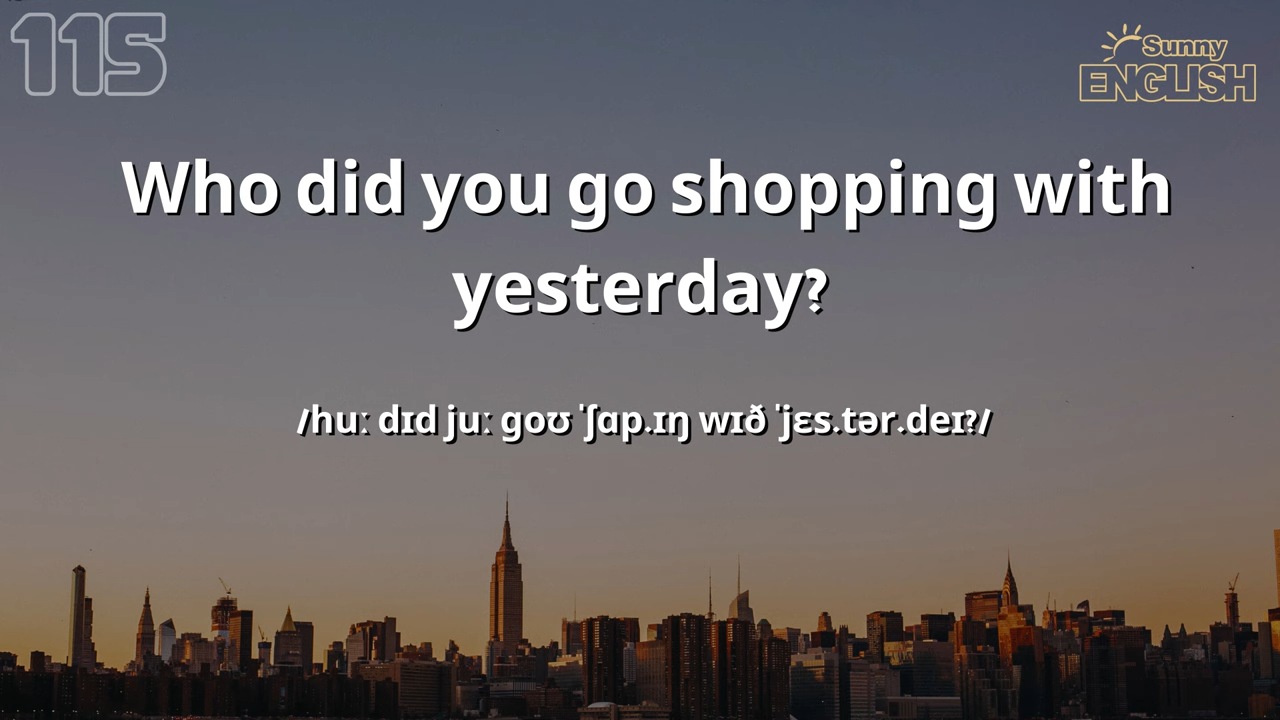 115
Sunny
ENGLISH
Who did you go shopping with
yesterday?
/huː dɪd juː goʊ ˈʃɑp.ɪŋ wɪð ˈjɛs.tər.deɪ?/